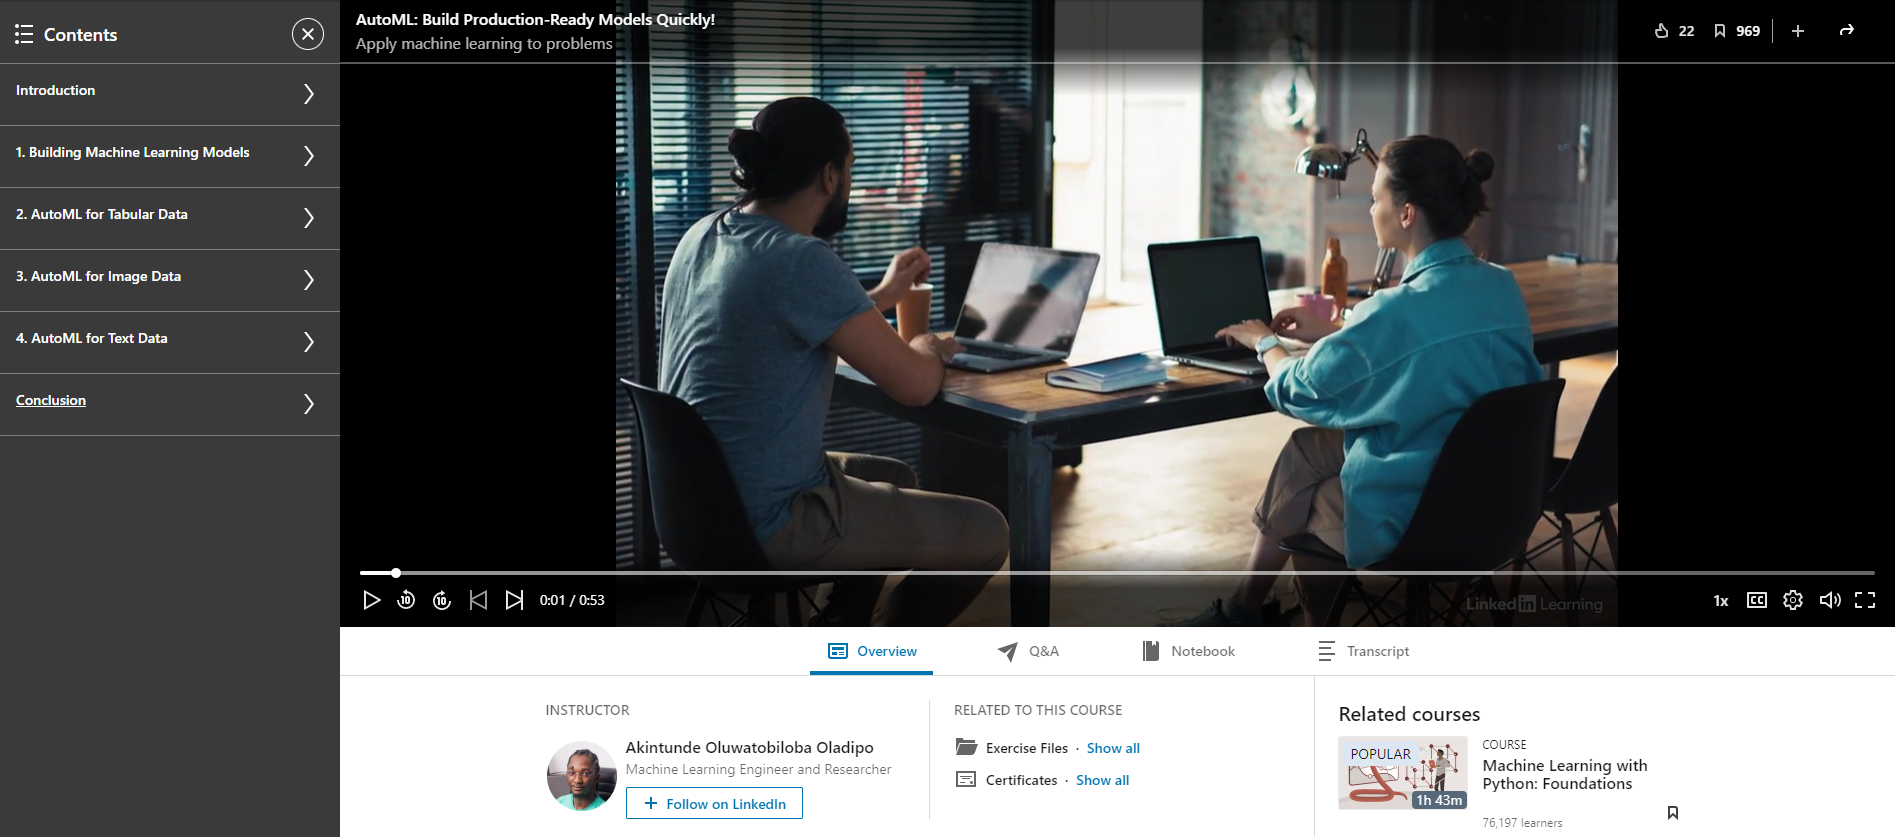 Contents
Introduction
1. Building Machine Learning Models
2. AutoML for Tabular Data
3. AutoML for Image Data
4. AutoML for Text Data
Conclusion
AutoML: Build Production-Ready Models Quickly!
Apply machine learning to problems
22 969
10 10 0:01 / 0:53
1x CC
Linked in Learning
Overview Q&A Notebook Transcript
INSTRUCTOR
Akintunde Oluwatobiloba Oladipo
Machine Learning Engineer and Researcher
+ Follow on LinkedIn
RELATED TO THIS COURSE
Exercise Files · Show all
Certificates · Show all
Related courses
POPULAR
1h 43m
COURSE
Machine Learning with
Python: Foundations
76,197 learners